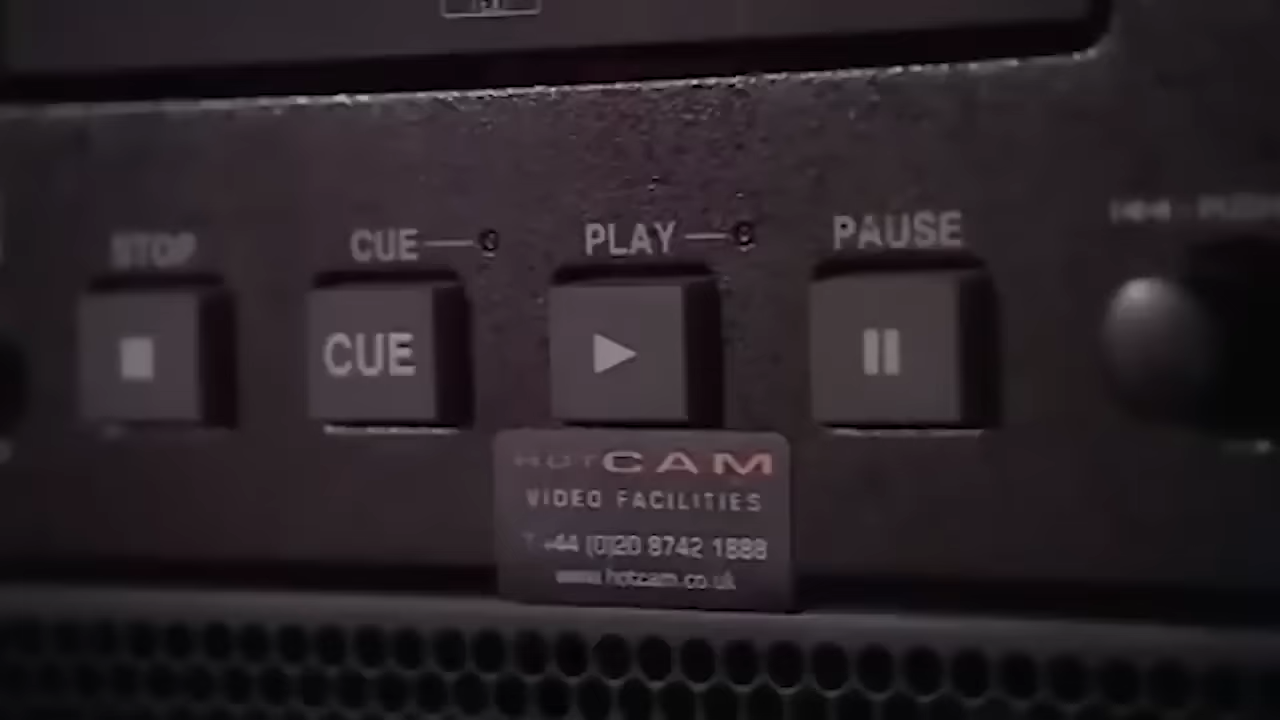 STOP
CUE
PLAY
PAUSE
CUE
HOTCAM
VIDEO FACILITIES
T +44 (0)20 8742 1888
www.hotcam.co.uk